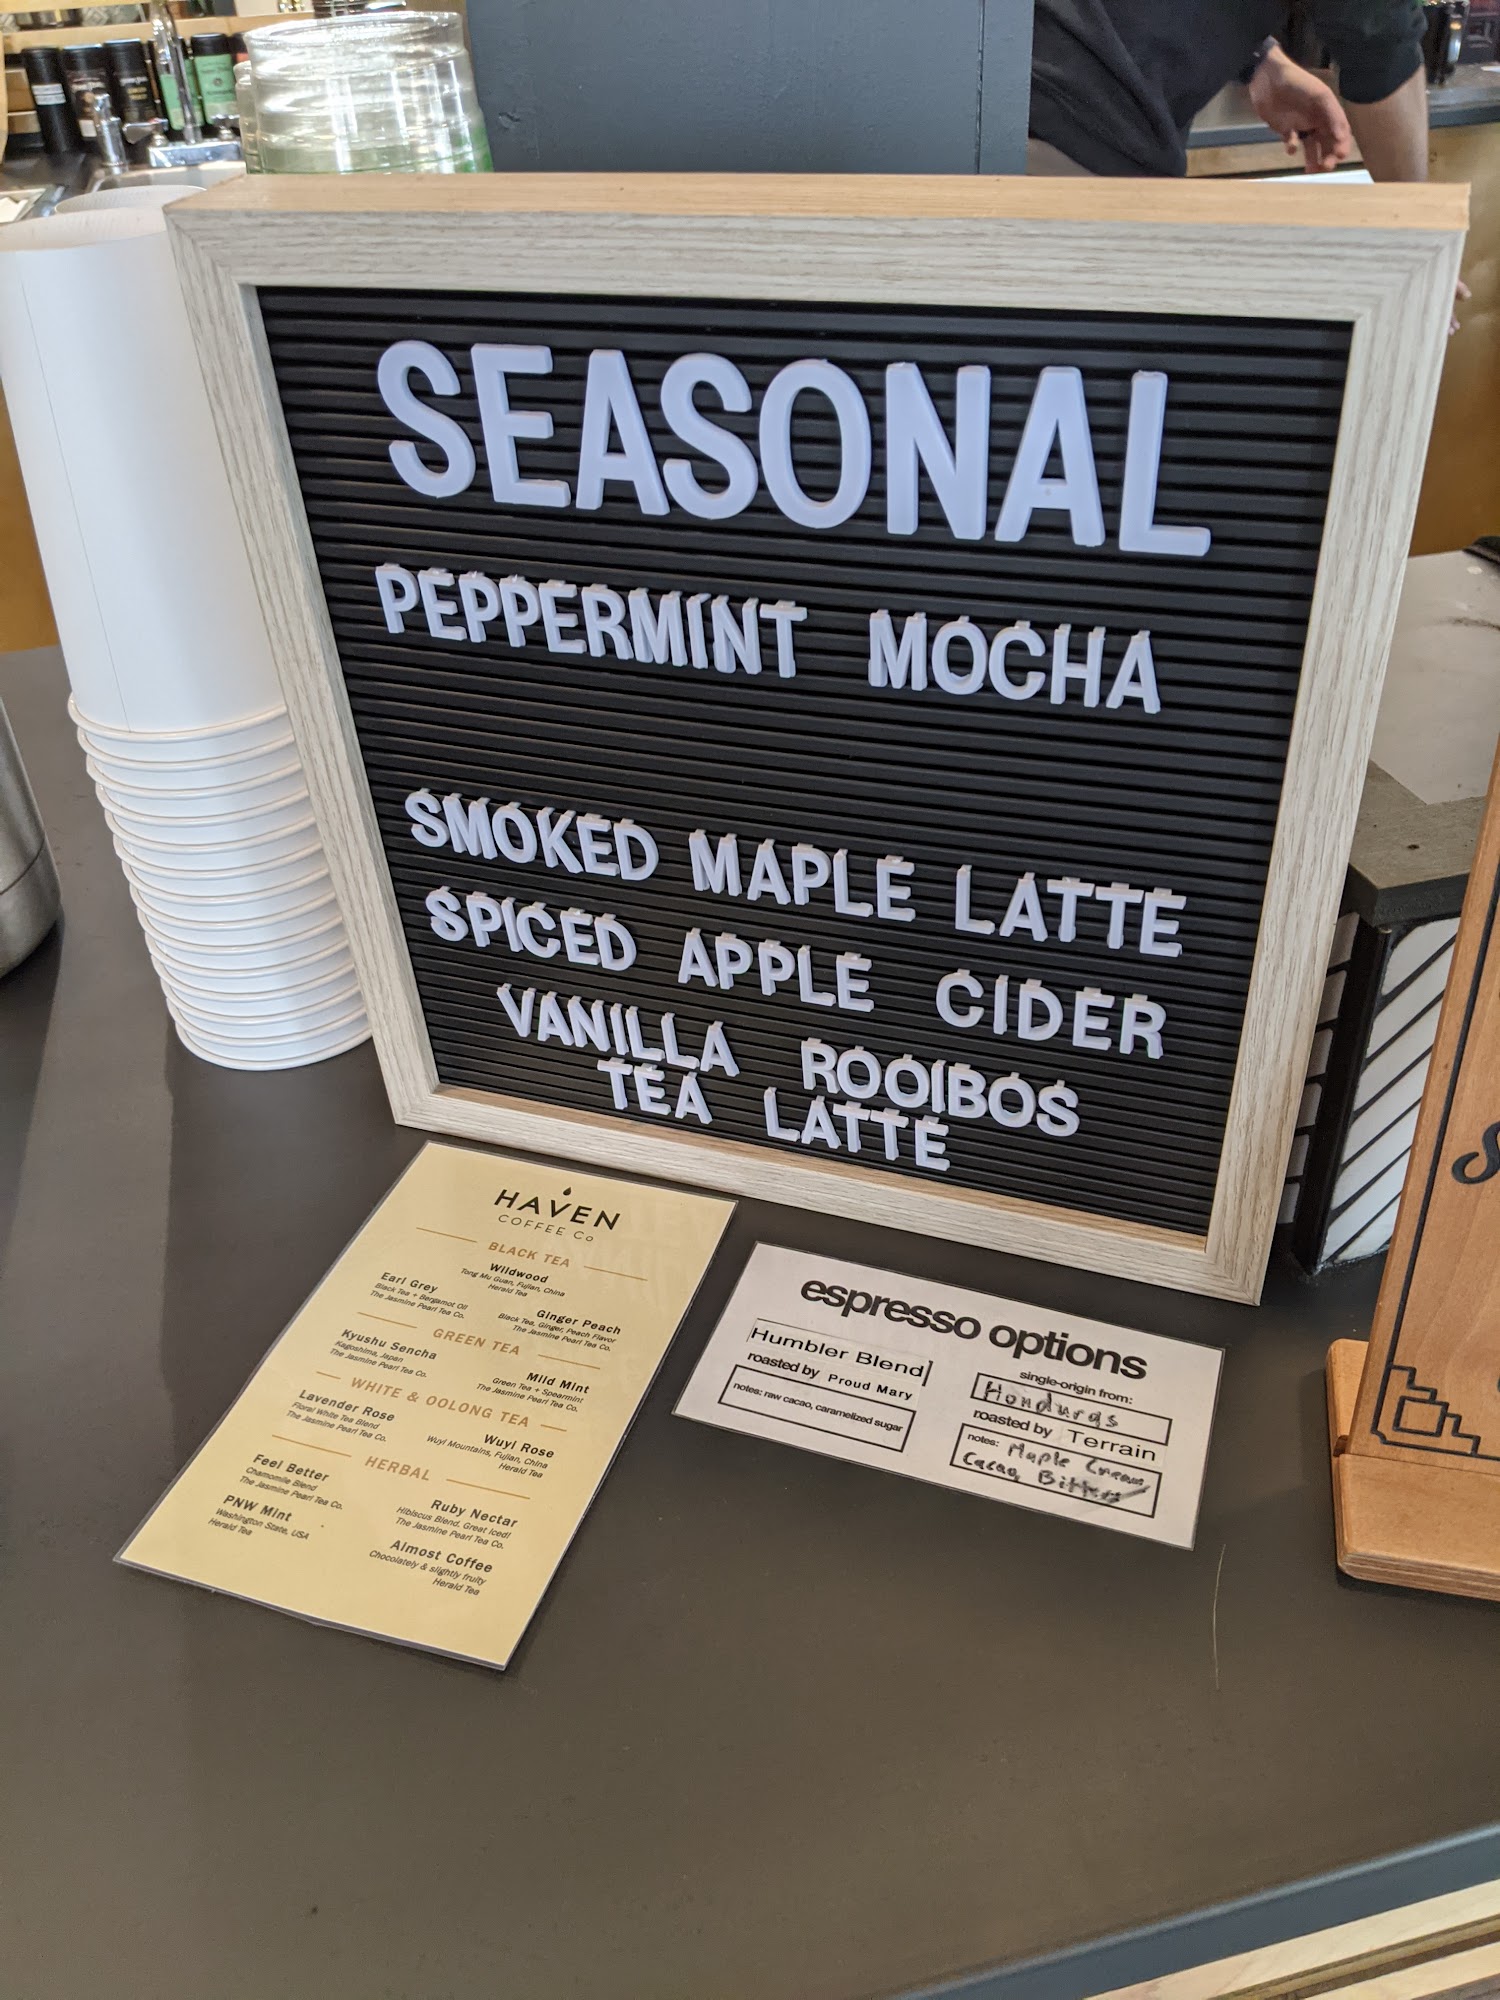 SEASONAL
PEPPERMINT MOCHA
SMOKED MAPLE LATTE
SPICED APPLE CIDER
VANILLA ROOIBOS
TEA LATTE
HAVEN
COFFEE Co
BLACK TEA
Wildwood
Tong Mu Guan, Fujian, China
Herald Tea
Earl Grey
Black Tea + Bergamot Oil
The Jasmine Pearl Tea Co.
Ginger Peach
Black Tea, Ginger, Peach Flavor
The Jasmine Pearl Tea Co.
GREEN TEA
Kyushu Sencha
Kagoshima, Japan
The Jasmine Pearl Tea Co.
Mild Mint
Green Tea + Spearmint
The Jasmine Pearl Tea Co.
WHITE & OOLONG TEA
Lavender Rose
Floral White Tea Blend
The Jasmine Pearl Tea Co.
Wuyi Rose
Wuyi Mountains, Fujian, China
Herald Tea
HERBAL
Feel Better
Chamomile Blend
The Jasmine Pearl Tea Co.
Ruby Nectar
Hibiscus Blend. Great Iced!
The Jasmine Pearl Tea Co.
PNW Mint
Washington State, USA
Herald Tea
Almost Coffee
Chocolately & slightly fruity
Herald Tea
espresso options
Humbler Blend
roasted by Proud Mary
notes: raw cacao, caramelized sugar
single-origin from:
Honduras
roasted by Terrain
notes: Maple Cream
Cacao,